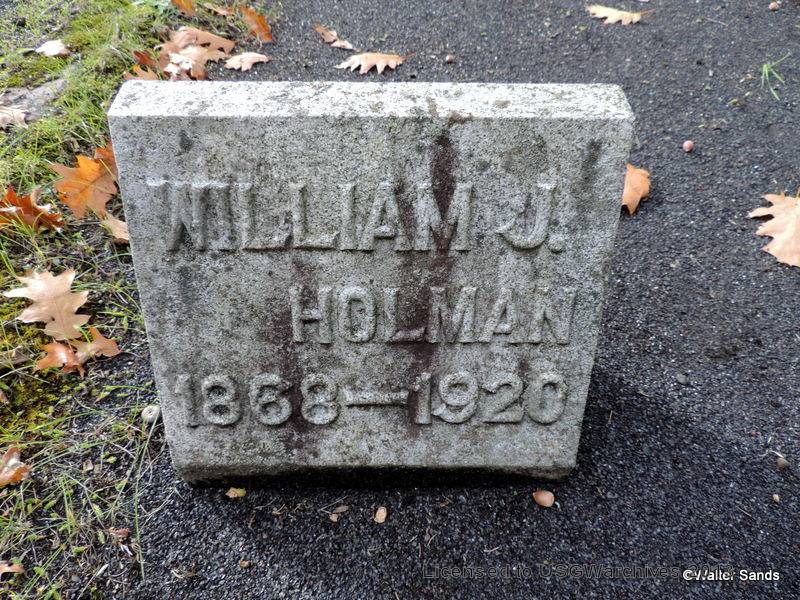 WILLIAM J.
HOLMAN
1868—1920
Licensed to USGWarchives
©Walter Sands